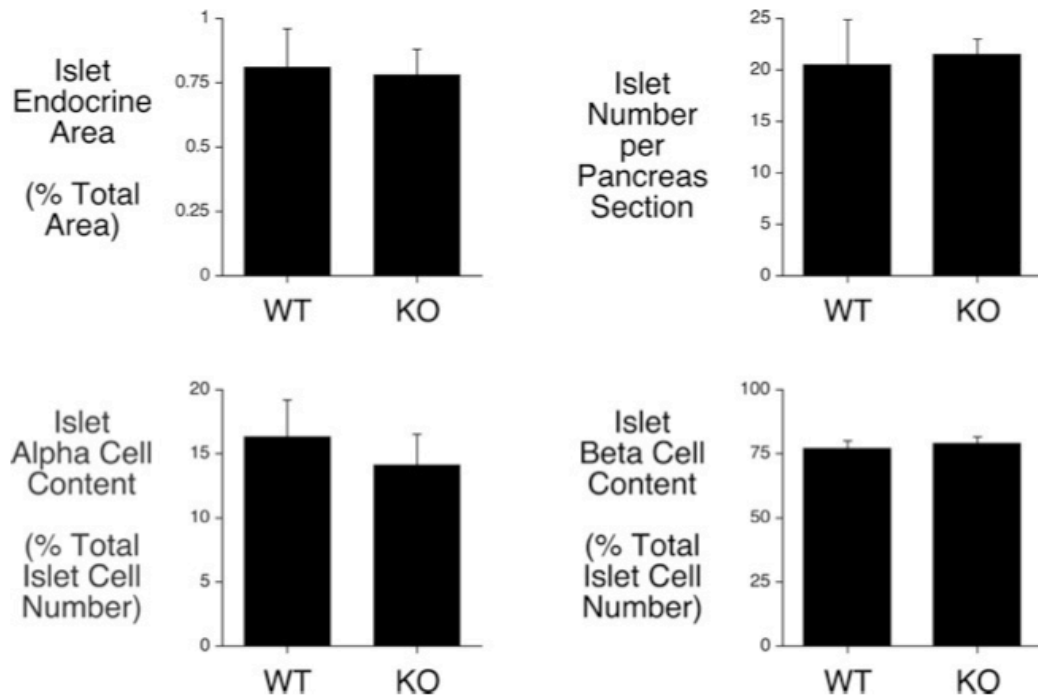 Islet
Endocrine
Area
(% Total
Area)
1
0.75
0.5
0.25
0
WT
KO
Islet
Number
per
Pancreas
Section
25
20
15
10
5
0
WT
KO
Islet
Alpha Cell
Content
(% Total
Islet Cell
Number)
20
15
10
5
0
WT
KO
Islet
Beta Cell
Content
(% Total
Islet Cell
Number)
100
75
50
25
0
WT
KO